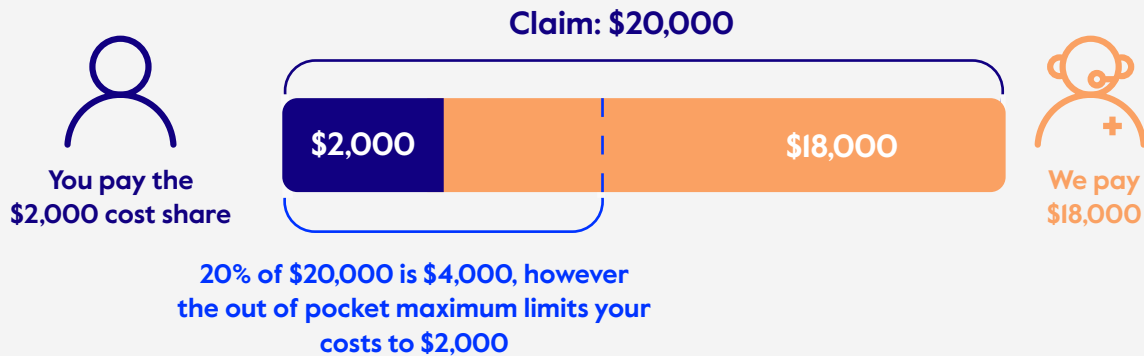 Claim: $20,000
$2,000
$18,000
You pay the
$2,000 cost share
We pay
$18,000
20% of $20,000 is $4,000, however
the out of pocket maximum limits your
costs to $2,000